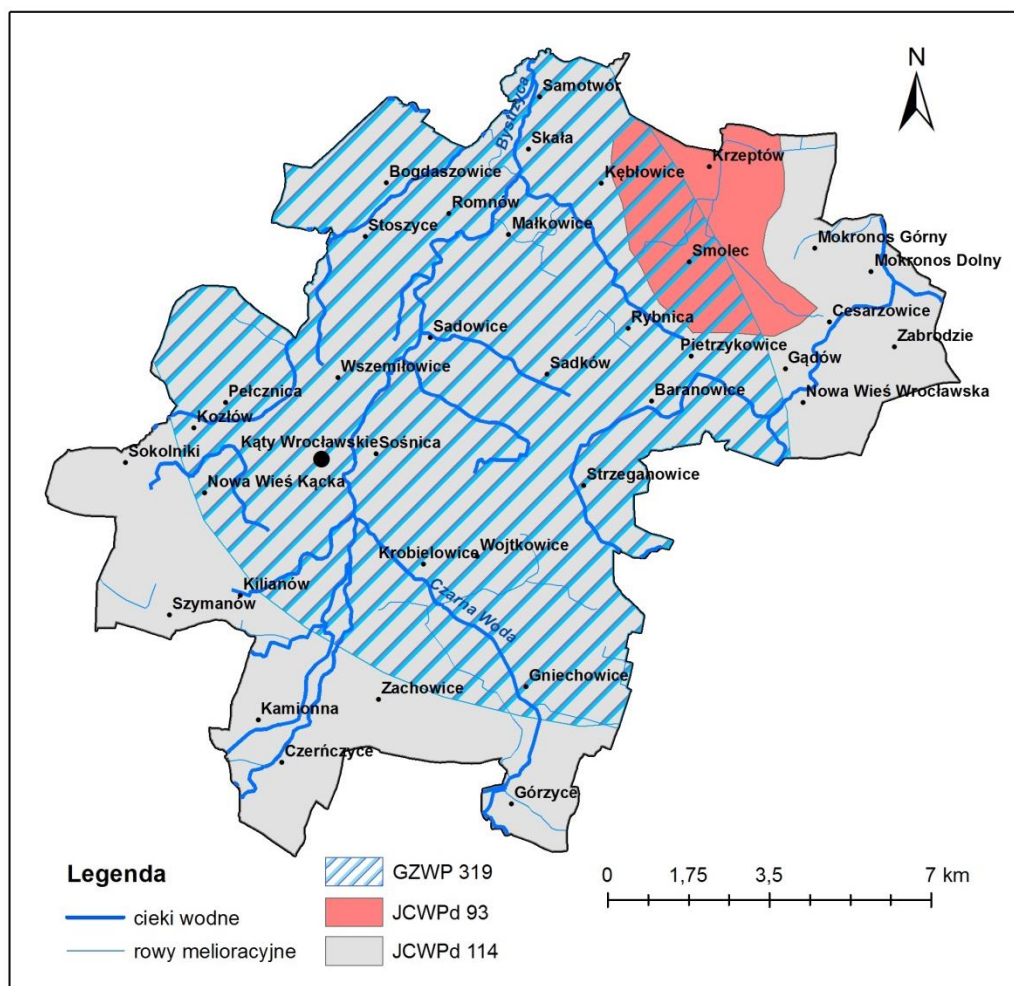 N
Samotwór
Bystrzyca
Skała
Krzeptów
Bogdaszowice
Kębłowice
Romnów
Stoszyce
Małkowice
Mokronos Górny
Smolec
Mokronos Dolny
Cesarzowice
Rybnica
Sadowice
Zabrodzie
Pietrzykowice
Gądów
Wszemiłowice
Sadków
Pełcznica
Baranowice
Nowa Wieś Wrocławska
Kozłów
Kąty Wrocławskie
Sośnica
Sokolniki
Strzeganowice
Nowa Wieś Kącka
Krobielowice
Wojtkowice
Kilianów
Czarna Woda
Szymanów
Gniechowice
Zachowice
Kamionna
Czerńczyce
Górzyce
Legenda
cieki wodne
rowy melioracyjne
GZWP 319
JCWPd 93
JCWPd 114
0 1,75 3,5 7 km